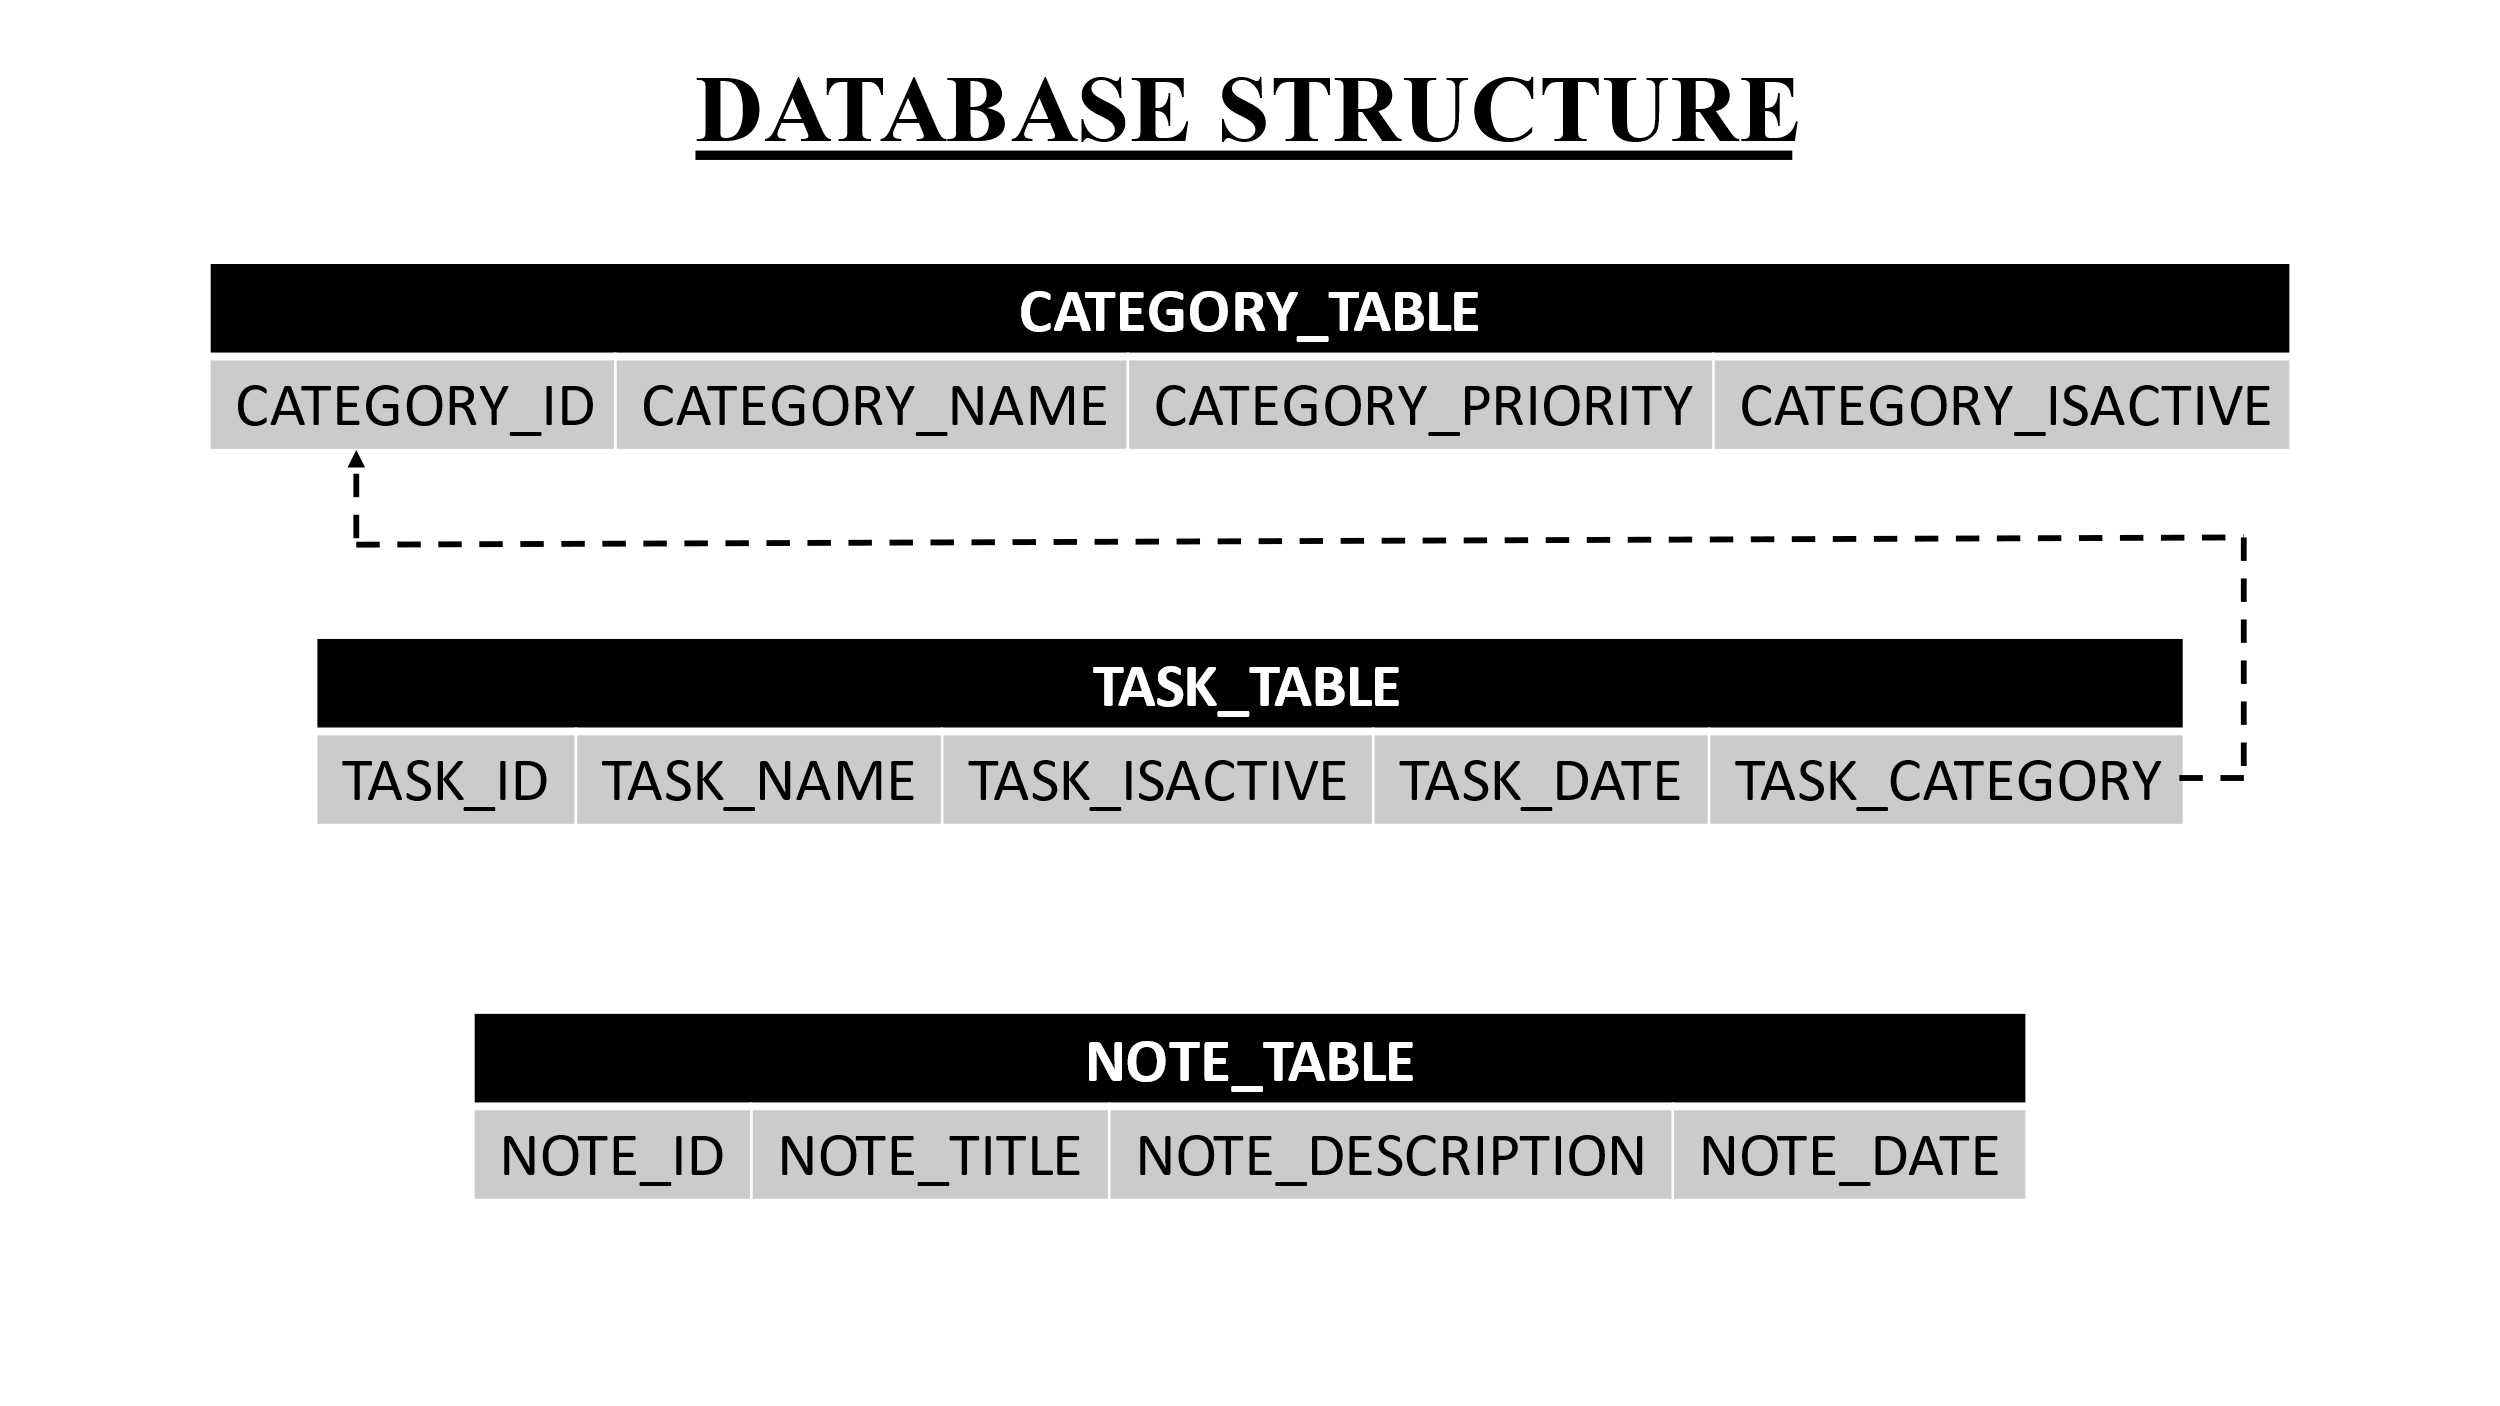 DATABASE STRUCTURE
CATEGORY_TABLE
CATEGORY_ID CATEGORY_NAME CATEGORY_PRIORITY CATEGORY_ISACTIVE
TASK_TABLE
TASK_ID TASK_NAME TASK_ISACTIVE TASK_DATE TASK_CATEGORY
NOTE_TABLE
NOTE_ID NOTE_TITLE NOTE_DESCRIPTION NOTE_DATE